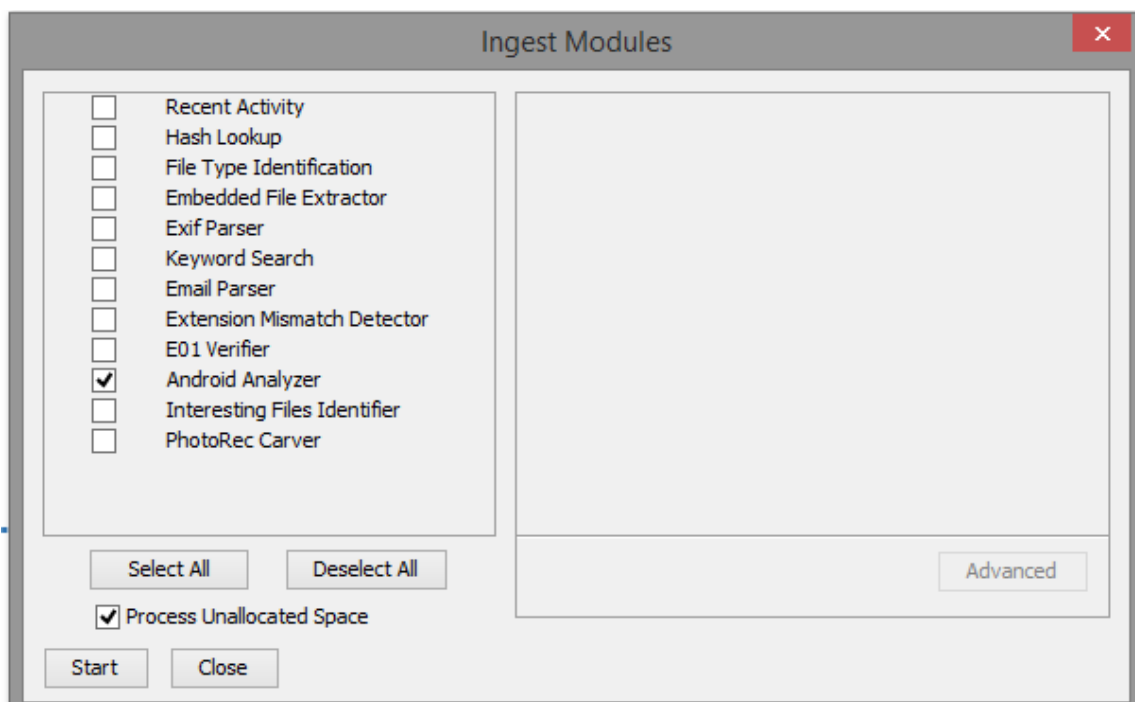 Ingest Modules
Recent Activity
Hash Lookup
File Type Identification
Embedded File Extractor
Exif Parser
Keyword Search
Email Parser
Extension Mismatch Detector
E01 Verifier
Android Analyzer
Interesting Files Identifier
PhotoRec Carver
Select All
Deselect All
Advanced
Process Unallocated Space
Start
Close